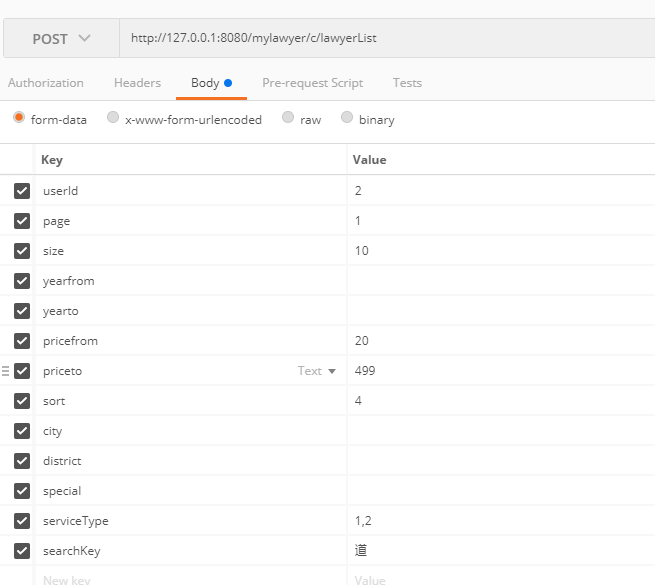 POST http://127.0.0.1:8080/mylawyer/c/lawyerList
Authorization Headers Body Pre-request Script Tests
form-data x-www-form-urlencoded raw binary
Key Value
userId 2
page 1
size 10
yearfrom
yearto
pricefrom 20
priceto Text 499
sort 4
city
district
special
serviceType 1,2
searchKey 道
New key Value